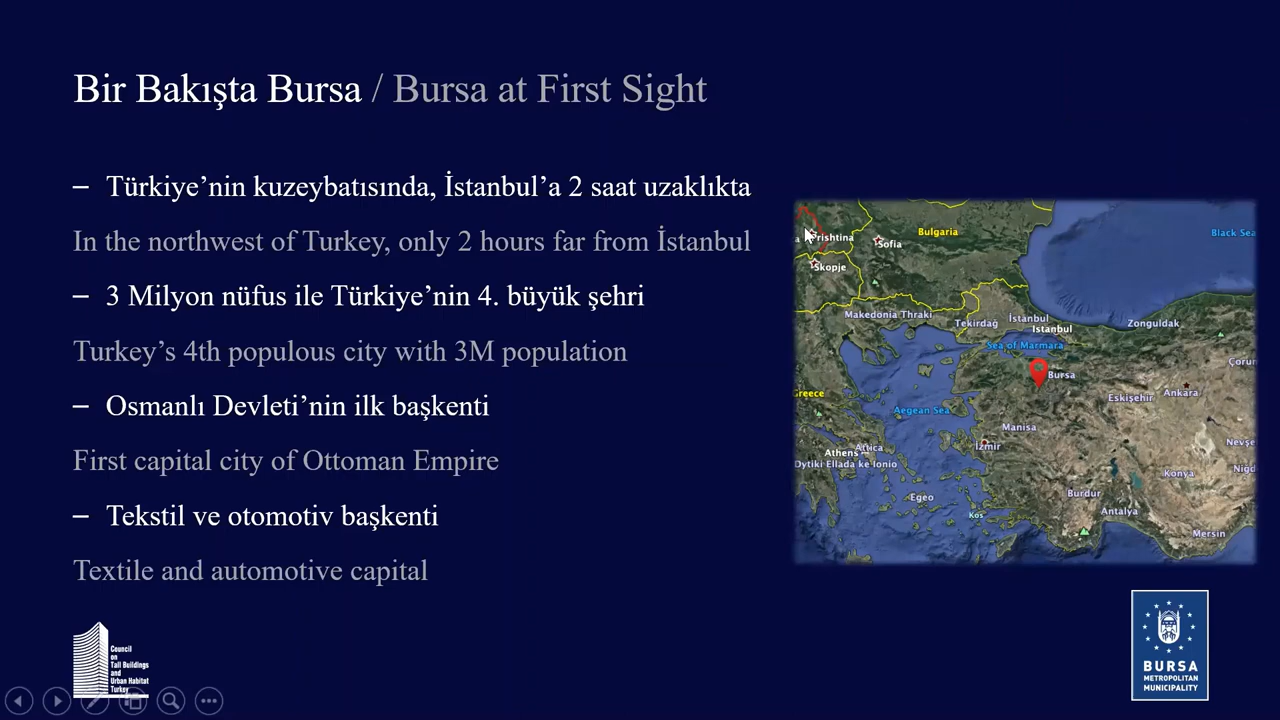 Bir Bakışta Bursa / Bursa at First Sight
– Türkiye’nin kuzeybatısında, İstanbul’a 2 saat uzaklıkta
In the northwest of Turkey, only 2 hours far from İstanbul
– 3 Milyon nüfus ile Türkiye’nin 4. büyük şehri
Turkey’s 4th populous city with 3M population
– Osmanlı Devleti’nin ilk başkenti
First capital city of Ottoman Empire
– Tekstil ve otomotiv başkenti
Textile and automotive capital
Black Sea
Bulgaria
Prishtina
Sofia
Skopje
Makedonia Thraki
Tekirdağ
İstanbul
Istanbul
Zonguldak
Sea of Marmara
Çorun
Bursa
Greece
Eskişehir
Ankara
Aegean Sea
Manisa
İzmir
Nevşe
Attica
Athens
Dytiki Ellada ke Ionio
Konya
Niğd
Egeo
Burdur
Kos
Antalya
Mersin
Council
on
Tall Buildings
and
Urban Habitat
Turkey
BURSA
METROPOLITAN
MUNICIPALITY